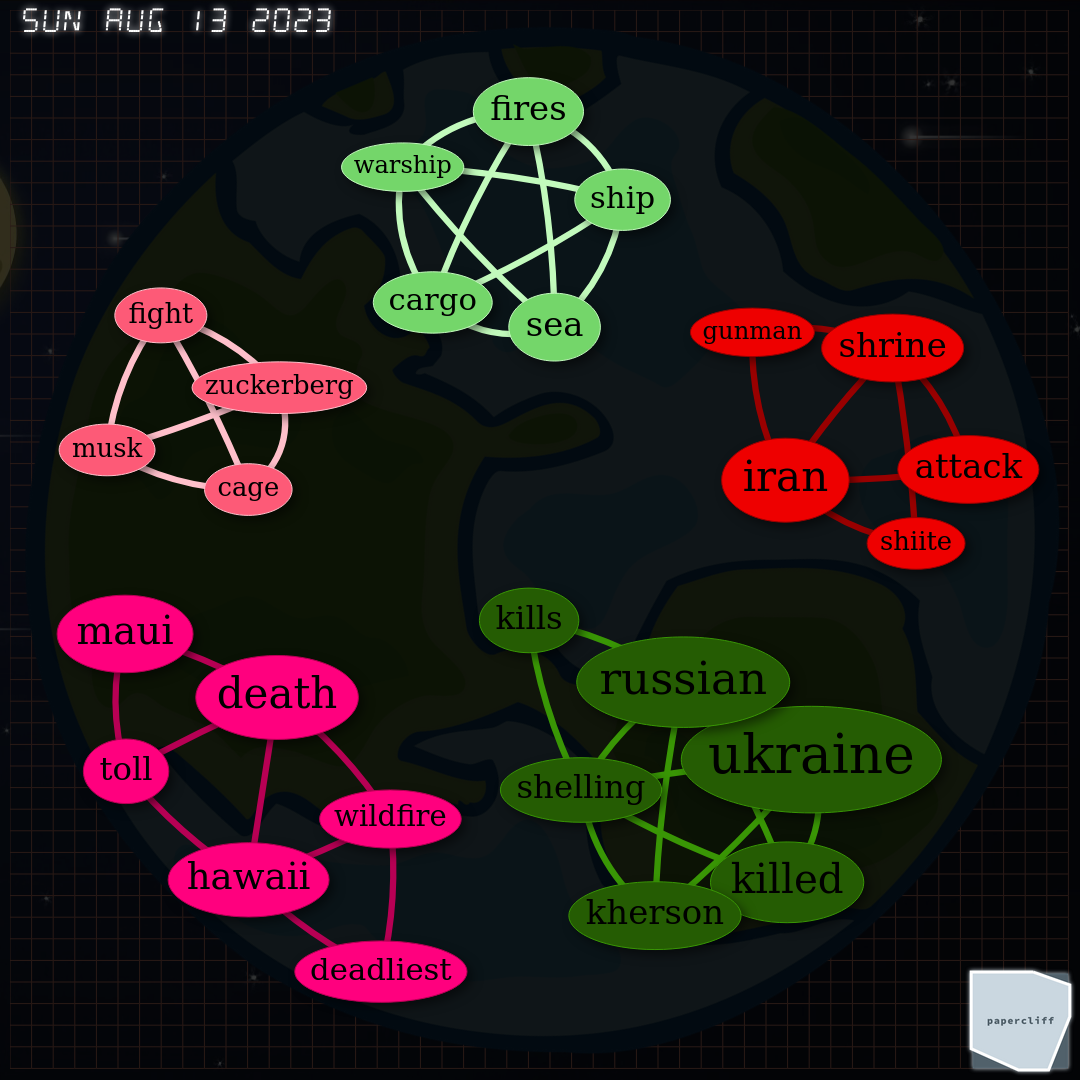 SUN AUG 13 2023
fires
warship
ship
cargo
sea
fight
zuckerberg
musk
cage
gunman
shrine
iran
attack
shiite
maui
death
toll
wildfire
hawaii
deadliest
kills
russian
ukraine
shelling
killed
kherson
papercliff